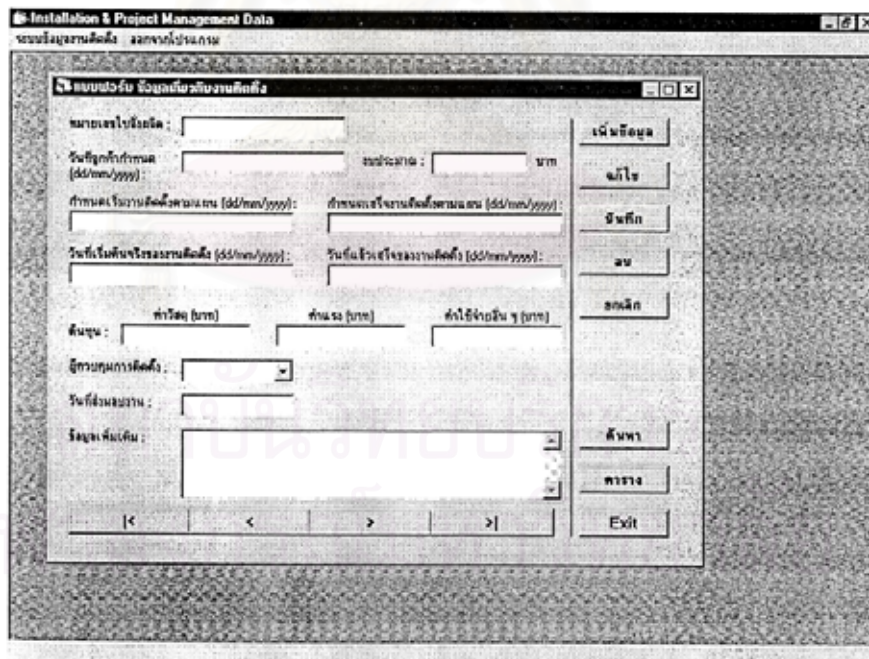 Installation & Project Management Data
ระบบข้อมูลงานติดตั้ง ออกจากโปรแกรม
แบบฟอร์ม ข้อมูลเกี่ยวกับงานติดตั้ง
หมายเลขใบสั่งผลิต :
วันที่ลูกค้ากำหนด (dd/mm/yyyy) :
งบประมาณ : บาท
กำหนดเริ่มงานติดตั้งตามแผน (dd/mm/yyyy) : กำหนดเสร็จงานติดตั้งตามแผน (dd/mm/yyyy) :
วันที่เริ่มต้นจริงของงานติดตั้ง (dd/mm/yyyy) : วันที่แล้วเสร็จของงานติดตั้ง (dd/mm/yyyy) :
ค่าวัสดุ (บาท) ค่าแรง (บาท) ค่าใช้จ่ายอื่น ๆ (บาท)
ต้นทุน :
ผู้ควบคุมการติดตั้ง :
วันที่ส่งมอบงาน :
ข้อมูลเพิ่มเติม :
|< < > >|
เพิ่มข้อมูล
แก้ไข
บันทึก
ลบ
ยกเลิก
ค้นหา
ตาราง
Exit